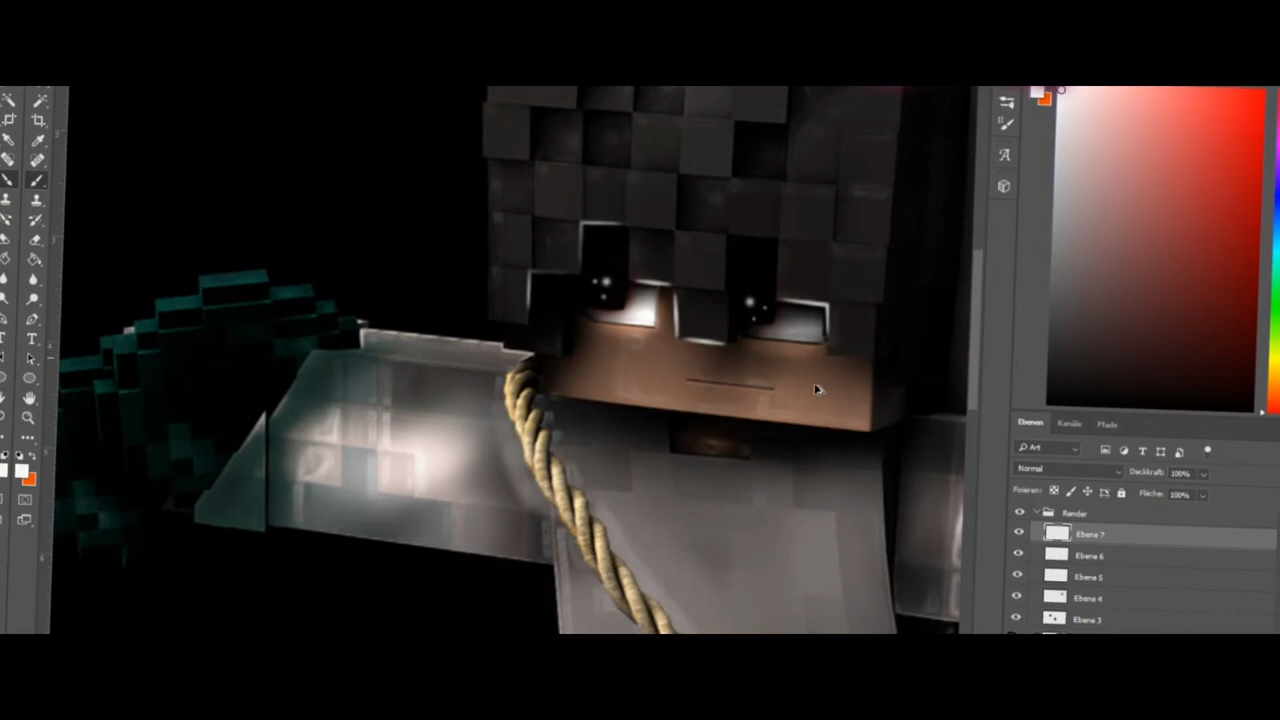 Ebenen Kanäle Pfade
Art
Normal Deckkraft: 100%
Fixieren: Fläche: 100%
Render
Ebene 7
Ebene 6
Ebene 5
Ebene 4
Ebene 3